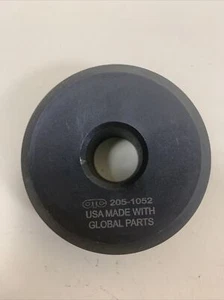 OTC 205-1052
USA MADE WITH
GLOBAL PARTS